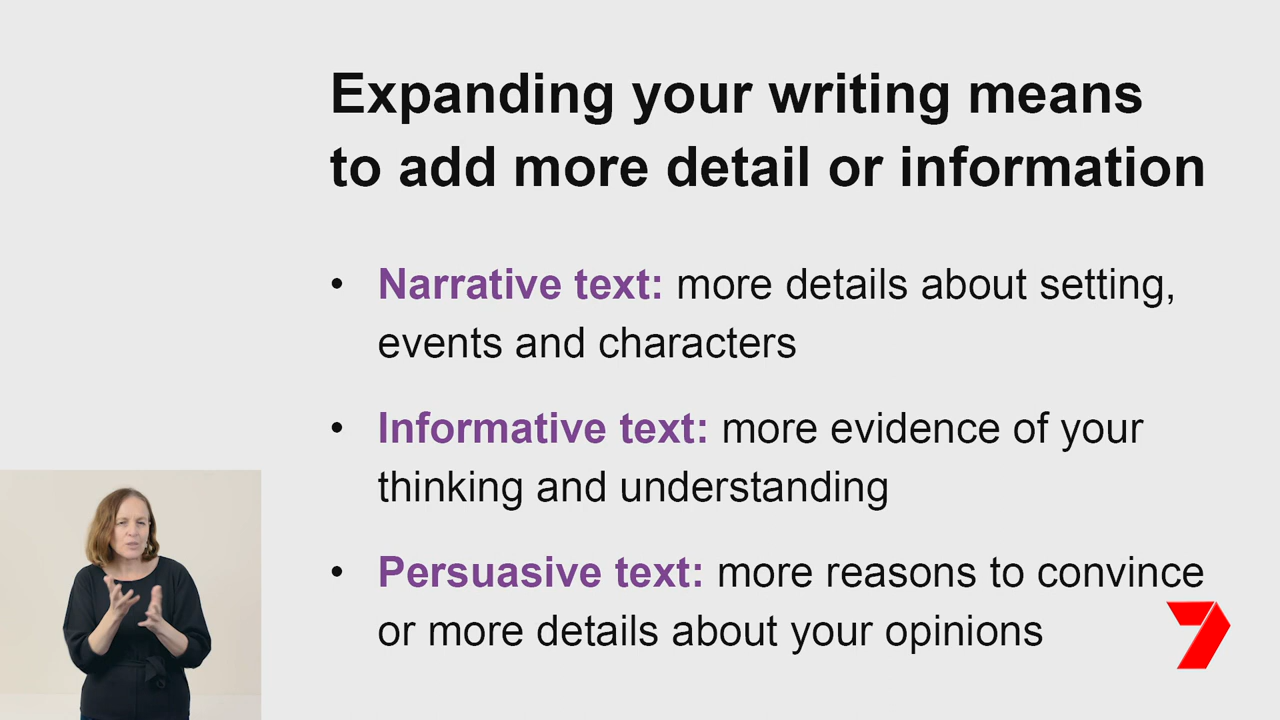 Expanding your writing means
to add more detail or information
• Narrative text: more details about setting,
events and characters
• Informative text: more evidence of your
thinking and understanding
• Persuasive text: more reasons to convince
or more details about your opinions